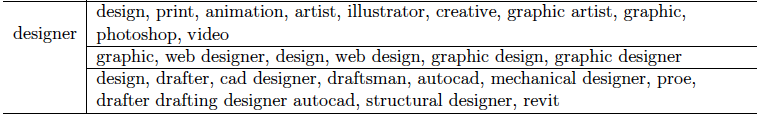 design, print, animation, artist, illustrator, creative, graphic artist, graphic,
designer
photoshop, video
graphic, web designer, design, web design, graphic design, graphic designer
design, drafter, cad designer, draftsman, autocad, mechanical designer, proe,
drafter drafting designer autocad, structural designer, revit